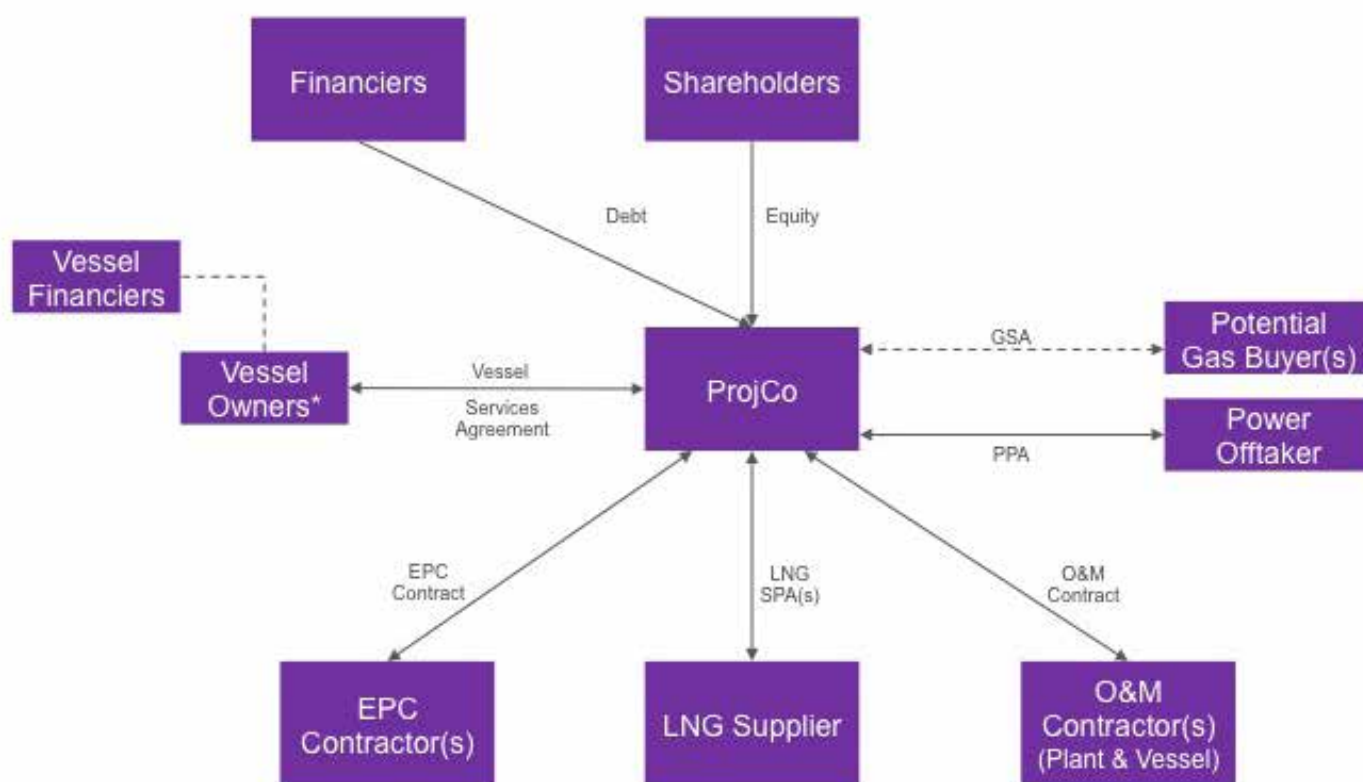 Financiers
Shareholders
Debt
Equity
Vessel
Financiers
Vessel
Owners*
Vessel
Services
Agreement
ProjCo
GSA
Potential
Gas Buyer(s)
PPA
Power
Offtaker
EPC
Contract
LNG
SPA(s)
O&M
Contract
EPC
Contractor(s)
LNG Supplier
O&M
Contractor(s)
(Plant & Vessel)